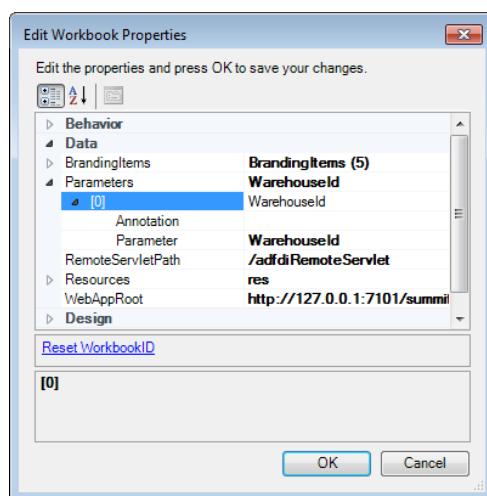 Edit Workbook Properties
Edit the properties and press OK to save your changes.
Behavior
Data
BrandingItems BrandingItems (5)
Parameters WarehouseId
[0] WarehouseId
Annotation
Parameter WarehouseId
RemoteServletPath /adfdiRemoteServlet
Resources res
WebAppRoot http://127.0.0.1:7101/summit
Design
Reset WorkbookID
[0]
OK Cancel